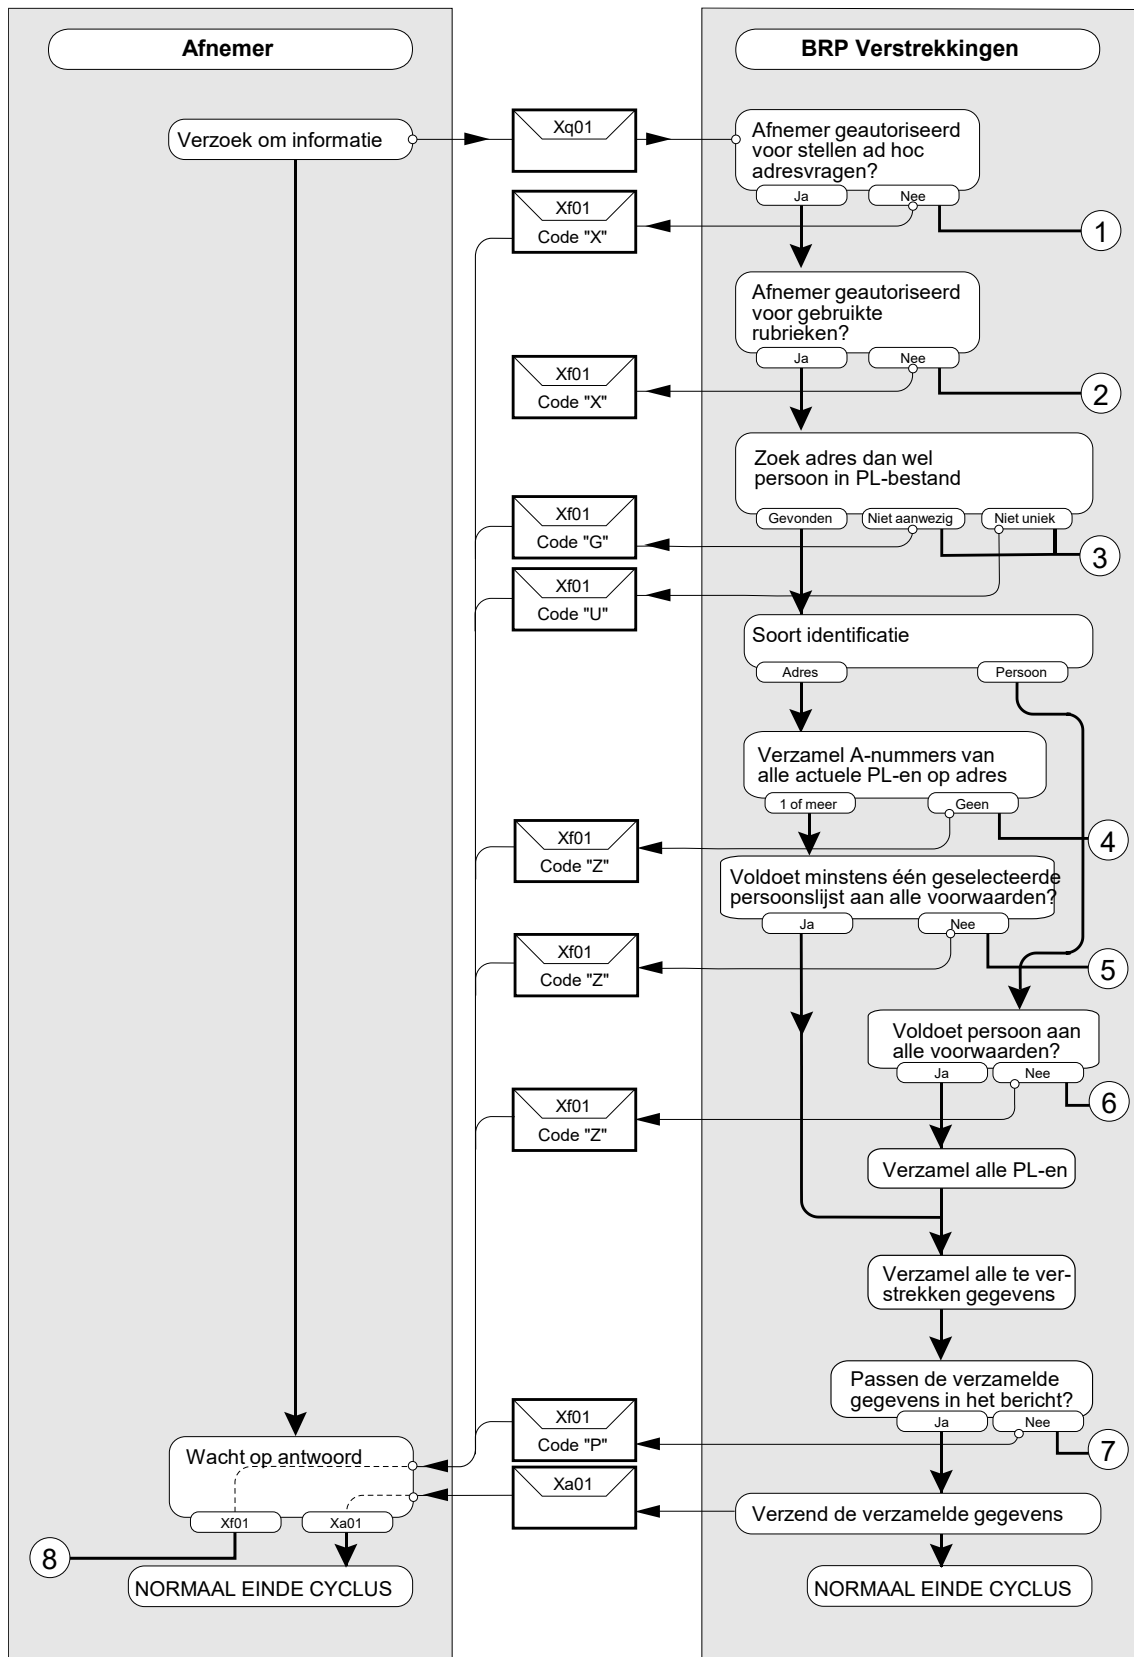 Afnemer
BRP Verstrekkingen
Verzoek om informatie
Xq01
Afnemer geautoriseerd
voor stellen ad hoc
adresvragen?
Ja
Nee
Xf01
Code "X"
1
Afnemer geautoriseerd
voor gebruikte
rubrieken?
Ja
Nee
Xf01
Code "X"
2
Zoek adres dan wel
persoon in PL-bestand
Gevonden
Niet aanwezig
Niet uniek
Xf01
Code "G"
3
Xf01
Code "U"
Soort identificatie
Adres
Persoon
Verzamel A-nummers van
alle actuele PL-en op adres
1 of meer
Geen
Xf01
Code "Z"
4
Voldoet minstens één geselecteerde
persoonslijst aan alle voorwaarden?
Ja
Nee
Xf01
Code "Z"
5
Voldoet persoon aan
alle voorwaarden?
Ja
Nee
Xf01
Code "Z"
6
Verzamel alle PL-en
Verzamel alle te ver-
strekken gegevens
Passen de verzamelde
gegevens in het bericht?
Ja
Nee
Xf01
Code "P"
7
Wacht op antwoord
Xa01
Verzend de verzamelde gegevens
Xf01
Xa01
8
NORMAAL EINDE CYCLUS
NORMAAL EINDE CYCLUS